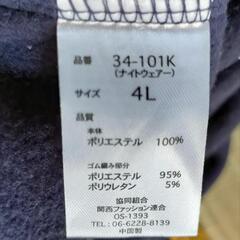 品番 34-101K
(ナイトウェアー)
サイズ 4L
品質
本体
ポリエステル 100%
ゴム編み部分
ポリエステル 95%
ポリウレタン 5%
協同組合
関西ファッション連合
OS-1393
TEL 06-6228-8139
中国製